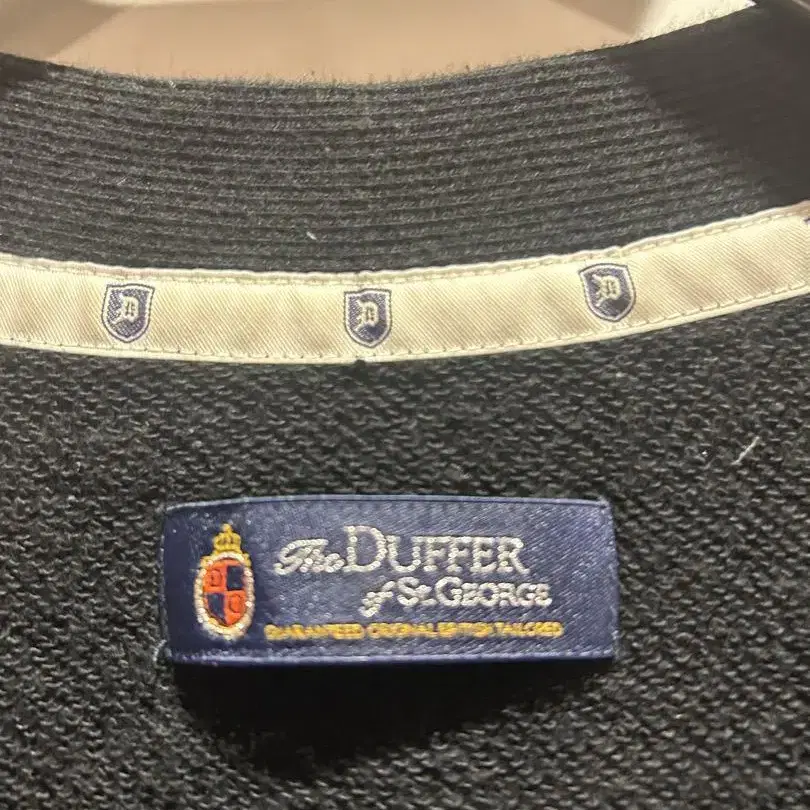 D D D
The DUFFER
of St. GEORGE
GUARANTEED ORIGINAL BRITISH TAILORED